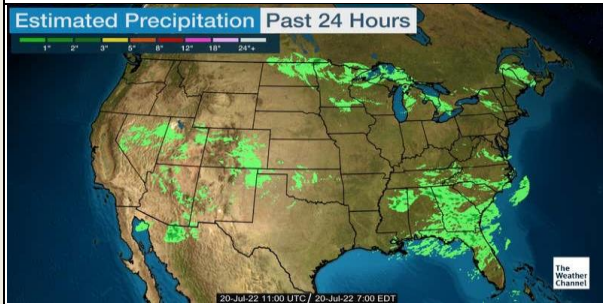 Estimated Precipitation Past 24 Hours
1" 2" 3" 5" 8" 12" 18" 24"+
20-Jul-22 11:00 UTC / 20-Jul-22 7:00 EDT
The
Weather
Channel